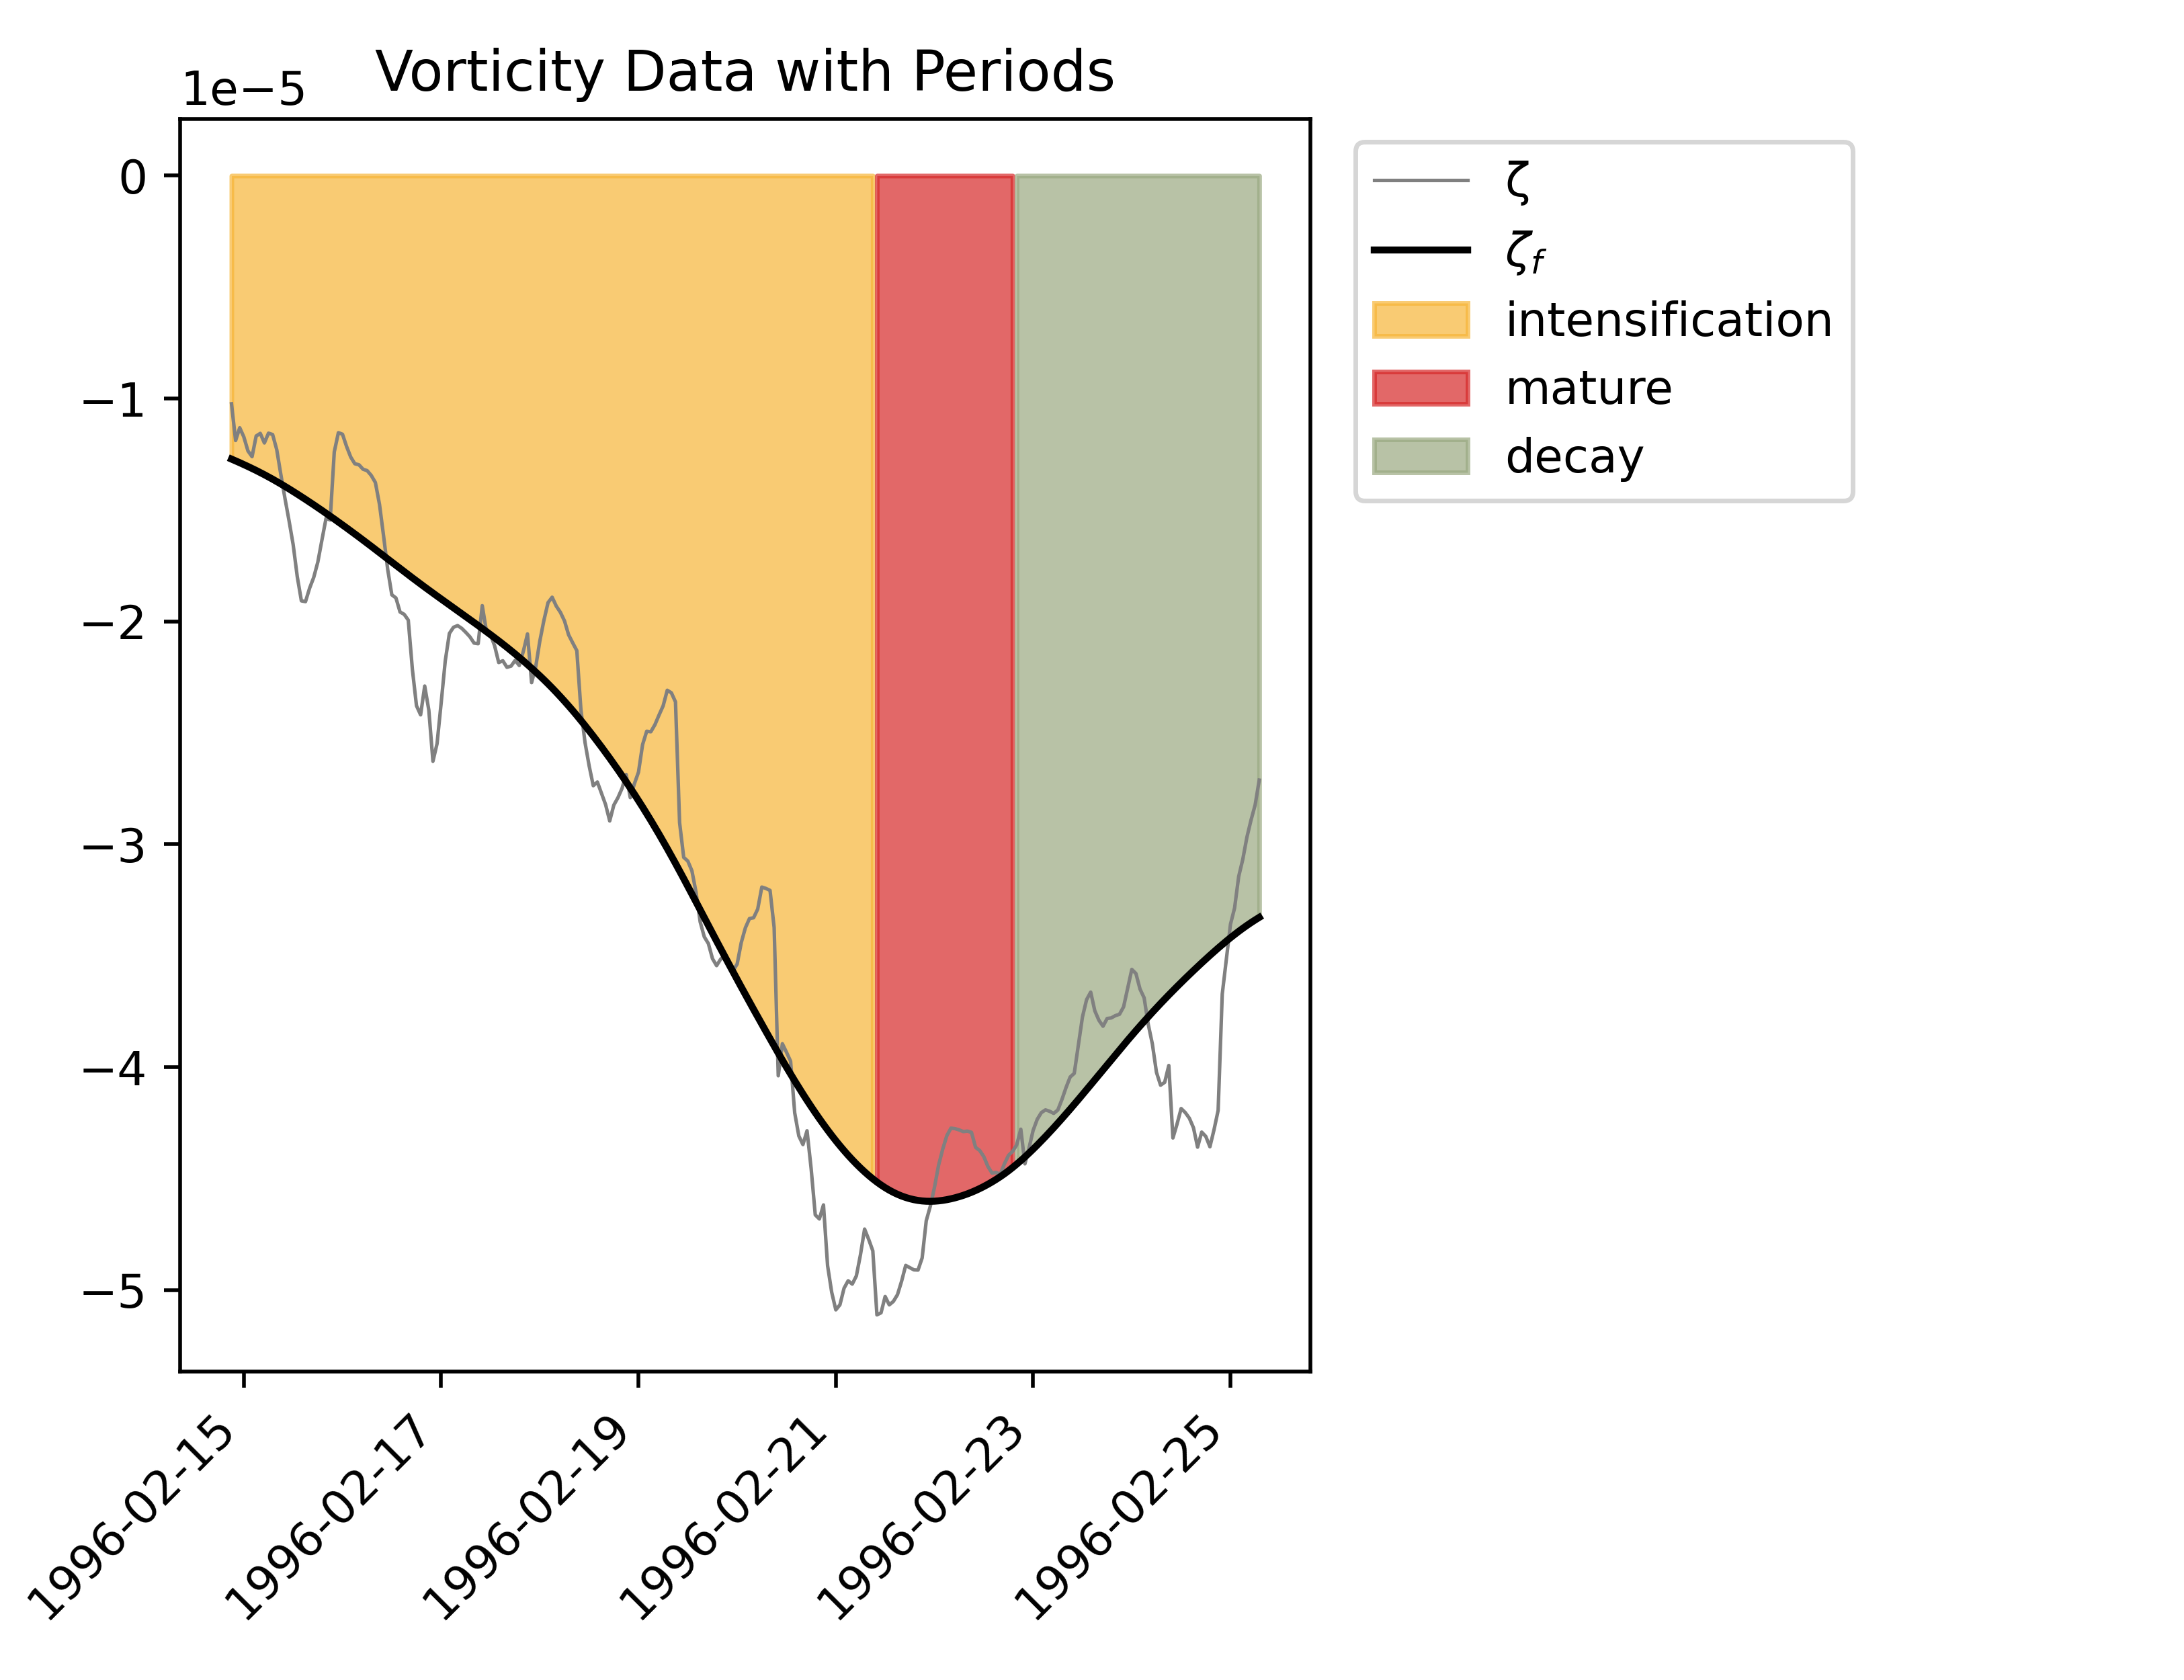 Vorticity Data with Periods
1e−5
0
−1
−2
−3
−4
−5
1996-02-15
1996-02-17
1996-02-19
1996-02-21
1996-02-23
1996-02-25
ζ
ζf
intensification
mature
decay